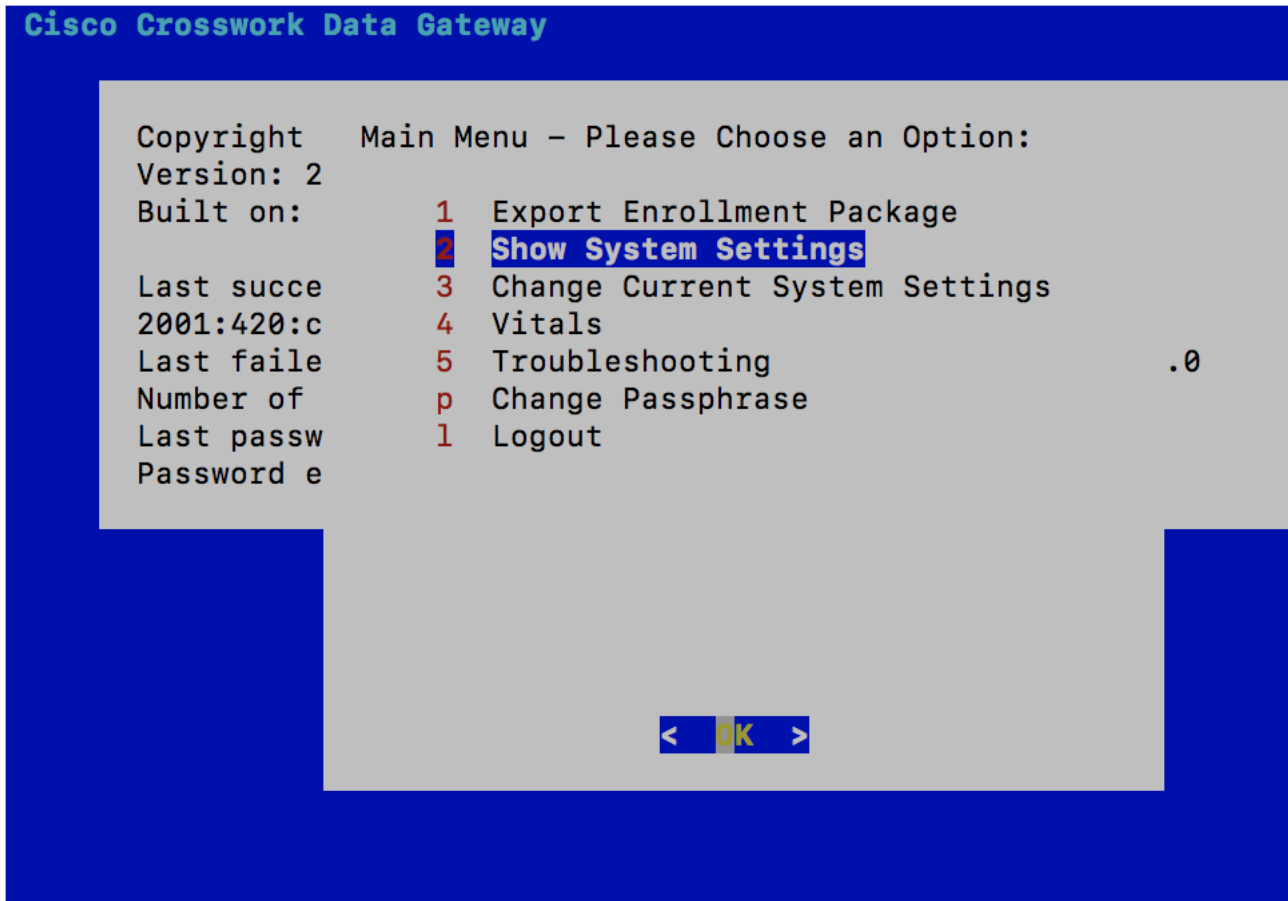 Cisco Crosswork Data Gateway
Copyright
Main Menu – Please Choose an Option:
Version: 2
Built on:
1 Export Enrollment Package
2 Show System Settings
Last succe
3 Change Current System Settings
2001:420:c
4 Vitals
Last faile
5 Troubleshooting
.0
Number of
p Change Passphrase
Last passw
l Logout
Password e
< OK >